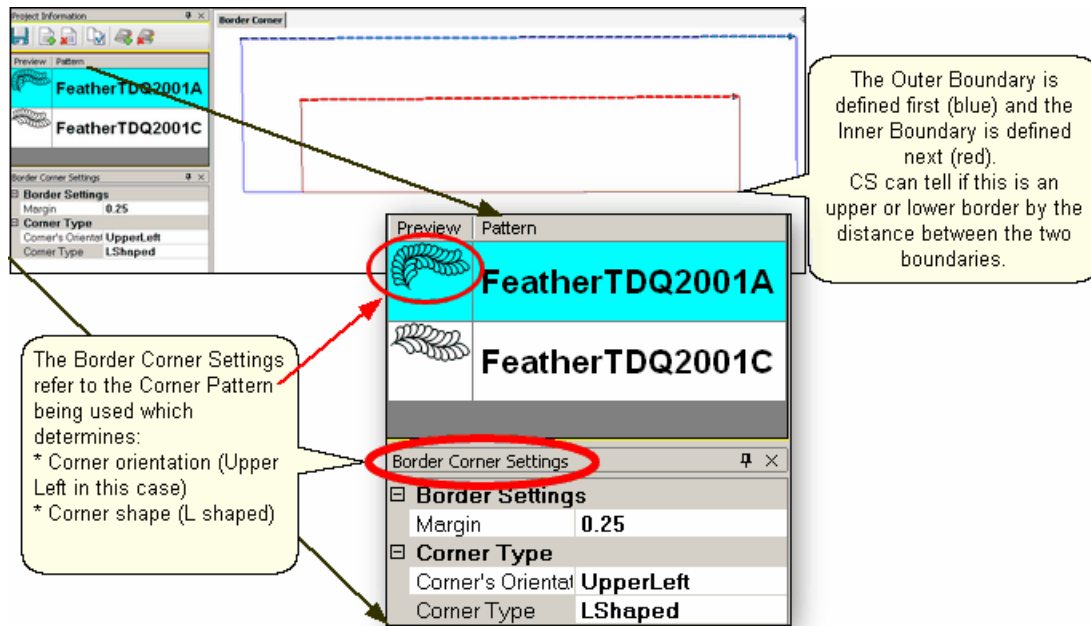 Project Information
Border Corner
Preview Pattern
FeatherTDQ2001A
FeatherTDQ2001C
Border Corner Settings
Border Settings
Margin 0.25
Corner Type
Corner's Orientat UpperLeft
Corner Type LShaped
The Outer Boundary is
defined first (blue) and the
Inner Boundary is defined
next (red).
CS can tell if this is an
upper or lower border by the
distance between the two
boundaries.
Preview Pattern
FeatherTDQ2001A
FeatherTDQ2001C
The Border Corner Settings
refer to the Corner Pattern
being used which
determines:
* Corner orientation (Upper
Left in this case)
* Corner shape (L shaped)
Border Corner Settings
Border Settings
Margin 0.25
Corner Type
Corner's Orientat UpperLeft
Corner Type LShaped